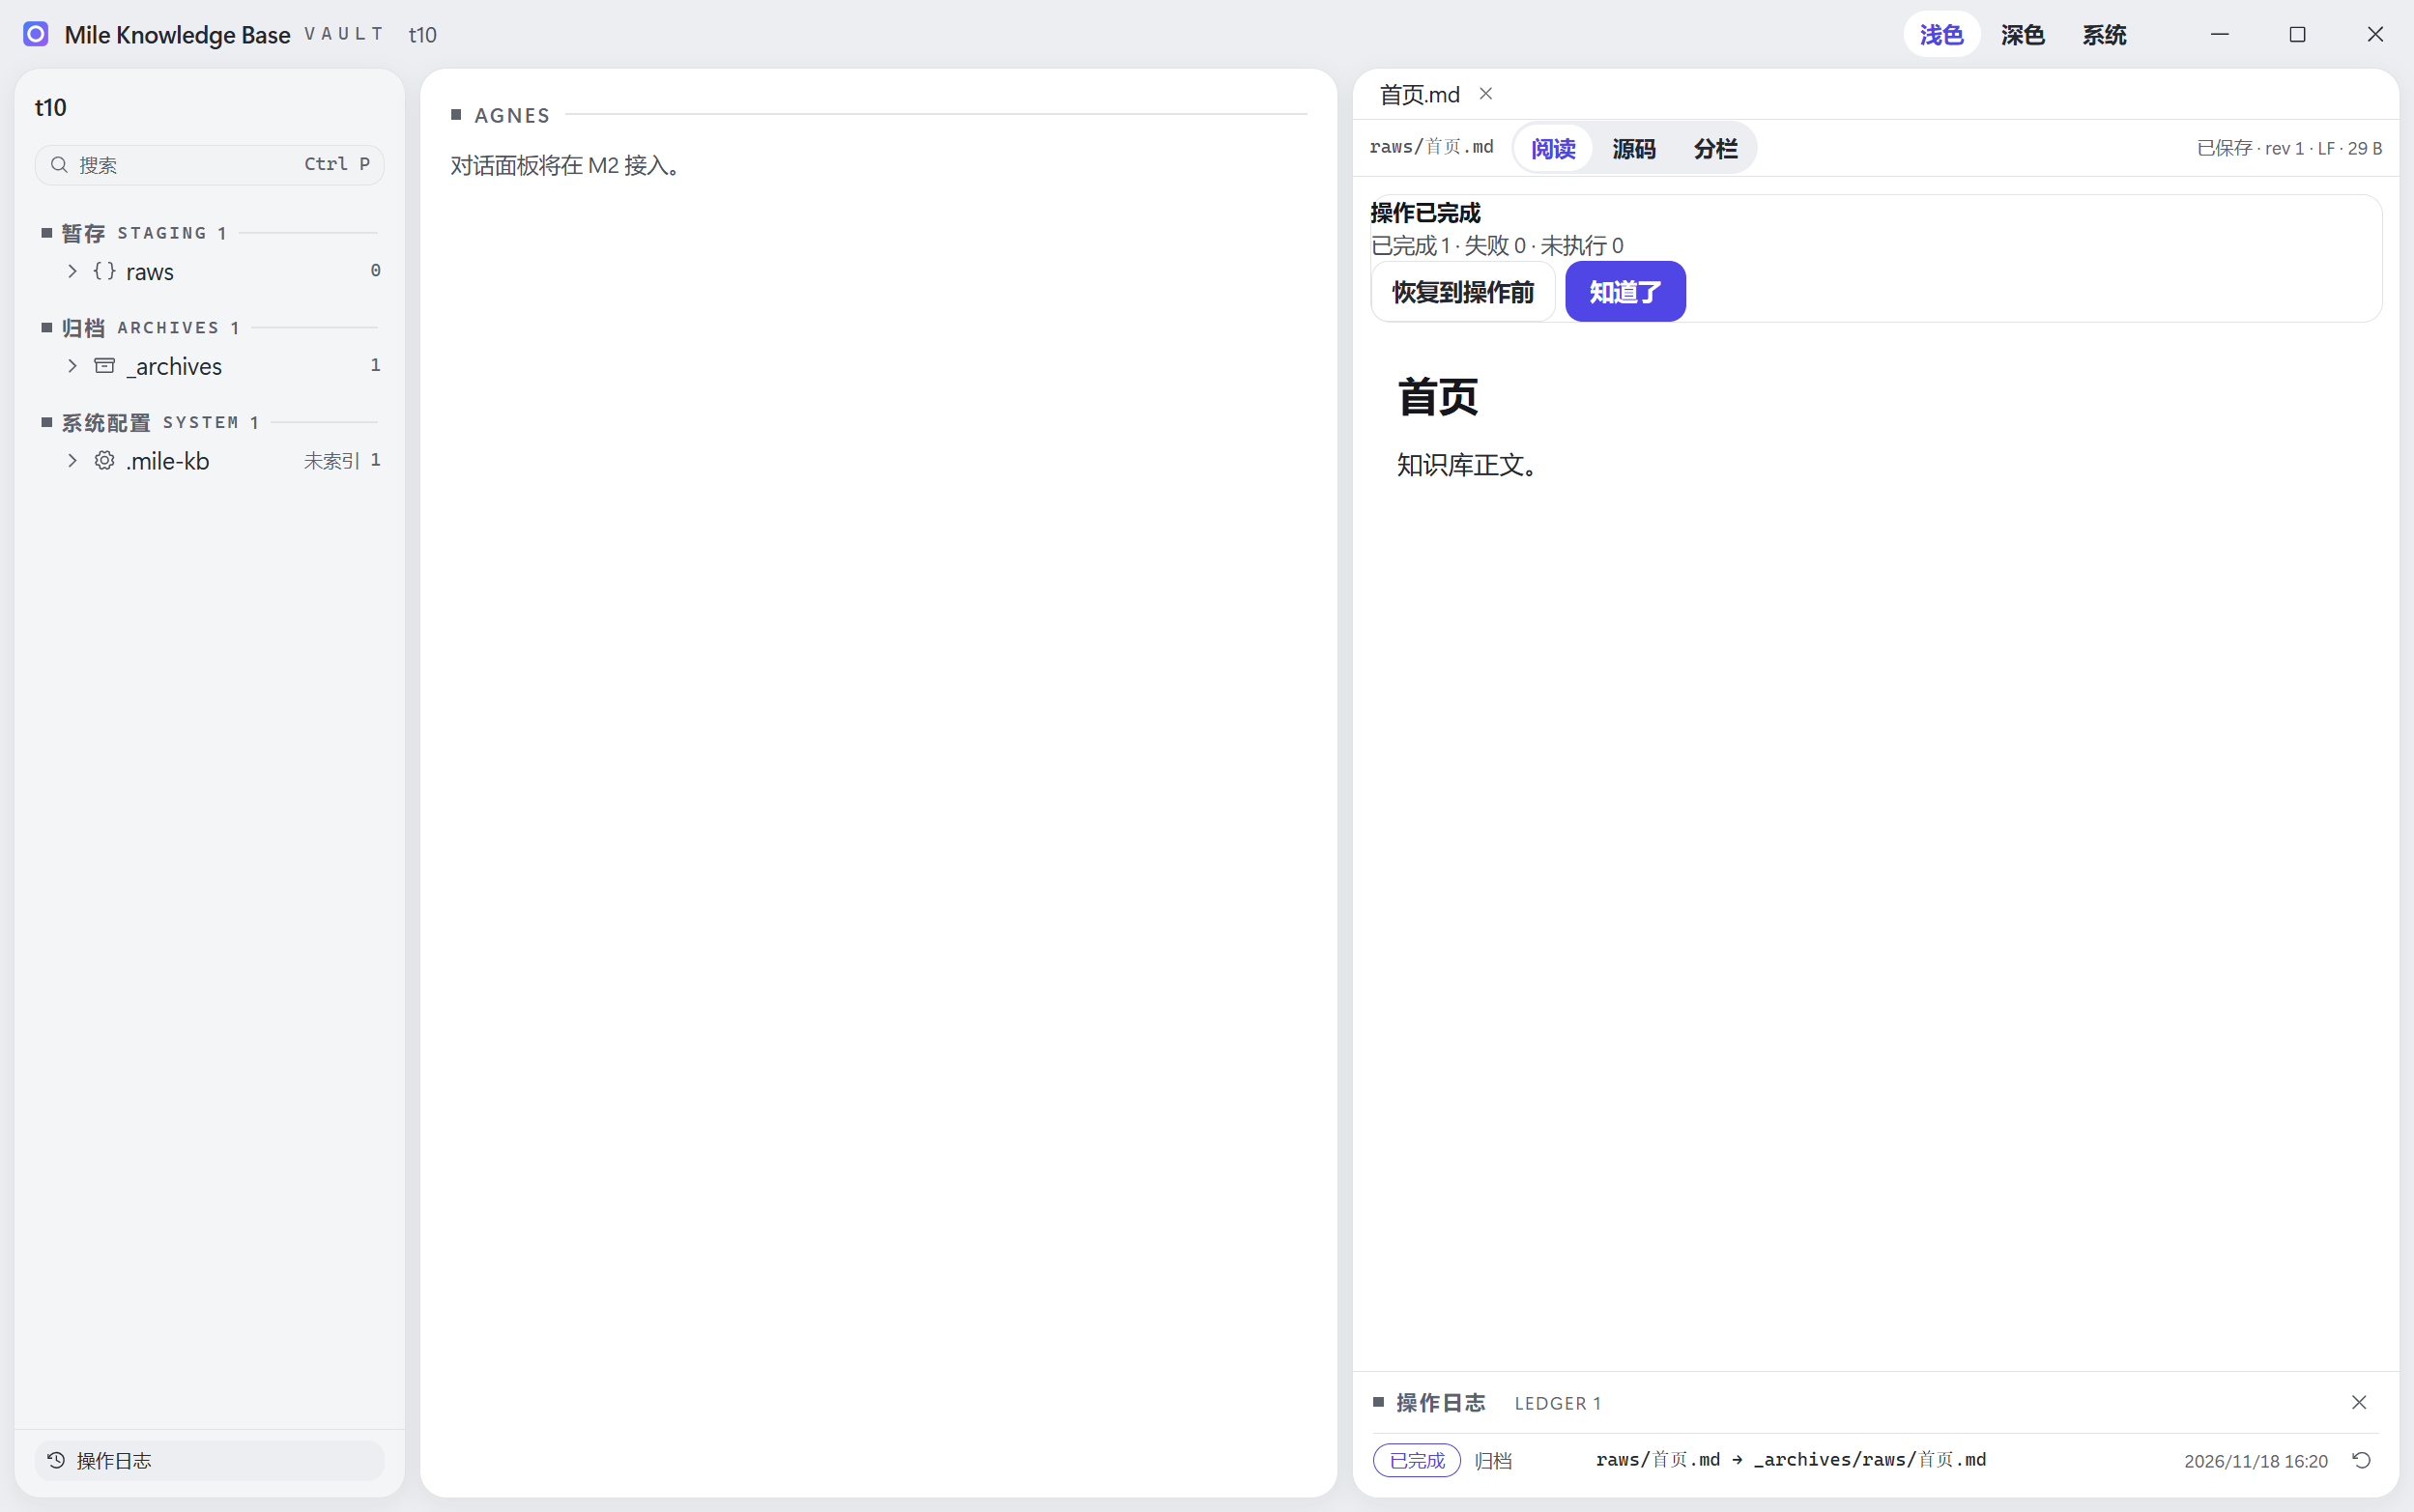 Mile Knowledge Base VAULT t10
浅色 深色 系统
t10
搜索 Ctrl P
暂存 STAGING 1
raws 0
归档 ARCHIVES 1
_archives 1
系统配置 SYSTEM 1
.mile-kb 未索引 1
操作日志
AGNES
对话面板将在 M2 接入。
首页.md
raws/首页.md 阅读 源码 分栏 已保存 · rev 1 · LF · 29 B
操作已完成
已完成 1 · 失败 0 · 未执行 0
恢复到操作前 知道了
首页
知识库正文。
操作日志 LEDGER 1
已完成 归档 raws/首页.md → _archives/raws/首页.md 2026/11/18 16:20